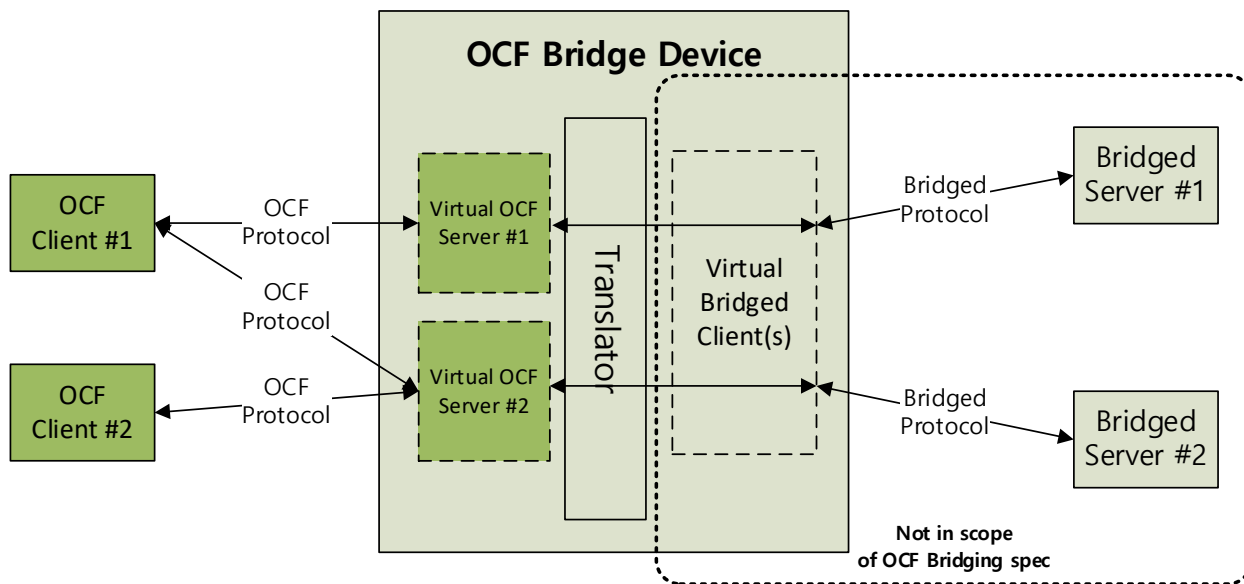 OCF Bridge Device
OCF
Client #1
OCF
Client #2
OCF
Protocol
OCF
Protocol
OCF
Protocol
Virtual OCF
Server #1
Virtual OCF
Server #2
Translator
Virtual
Bridged
Client(s)
Bridged
Protocol
Bridged
Protocol
Bridged
Server #1
Bridged
Server #2
Not in scope
of OCF Bridging spec